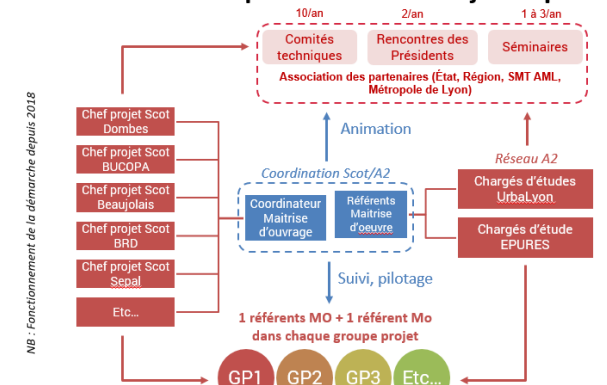 10/an
2/an
1 à 3/an
Comités
techniques
Rencontres des
Présidents
Séminaires
Association des partenaires (État, Région, SMT AML,
Métropole de Lyon)
Animation
NB : Fonctionnement de la démarche depuis 2018
Chef projet Scot
Dombes
Chef projet Scot
BUCOPA
Chef projet Scot
Beaujolais
Chef projet Scot
BRD
Chef projet Scot
Sepal
Etc...
Coordination Scot/A2
Coordinateur
Maitrise
d'ouvrage
Référents
Maitrise
d'oeuvre
Réseau A2
Chargés d'études
UrbaLyon
Chargés d'étude
EPURES
Suivi, pilotage
1 référents MO + 1 référent Mo
dans chaque groupe projet
GP1
GP2
GP3
Etc...